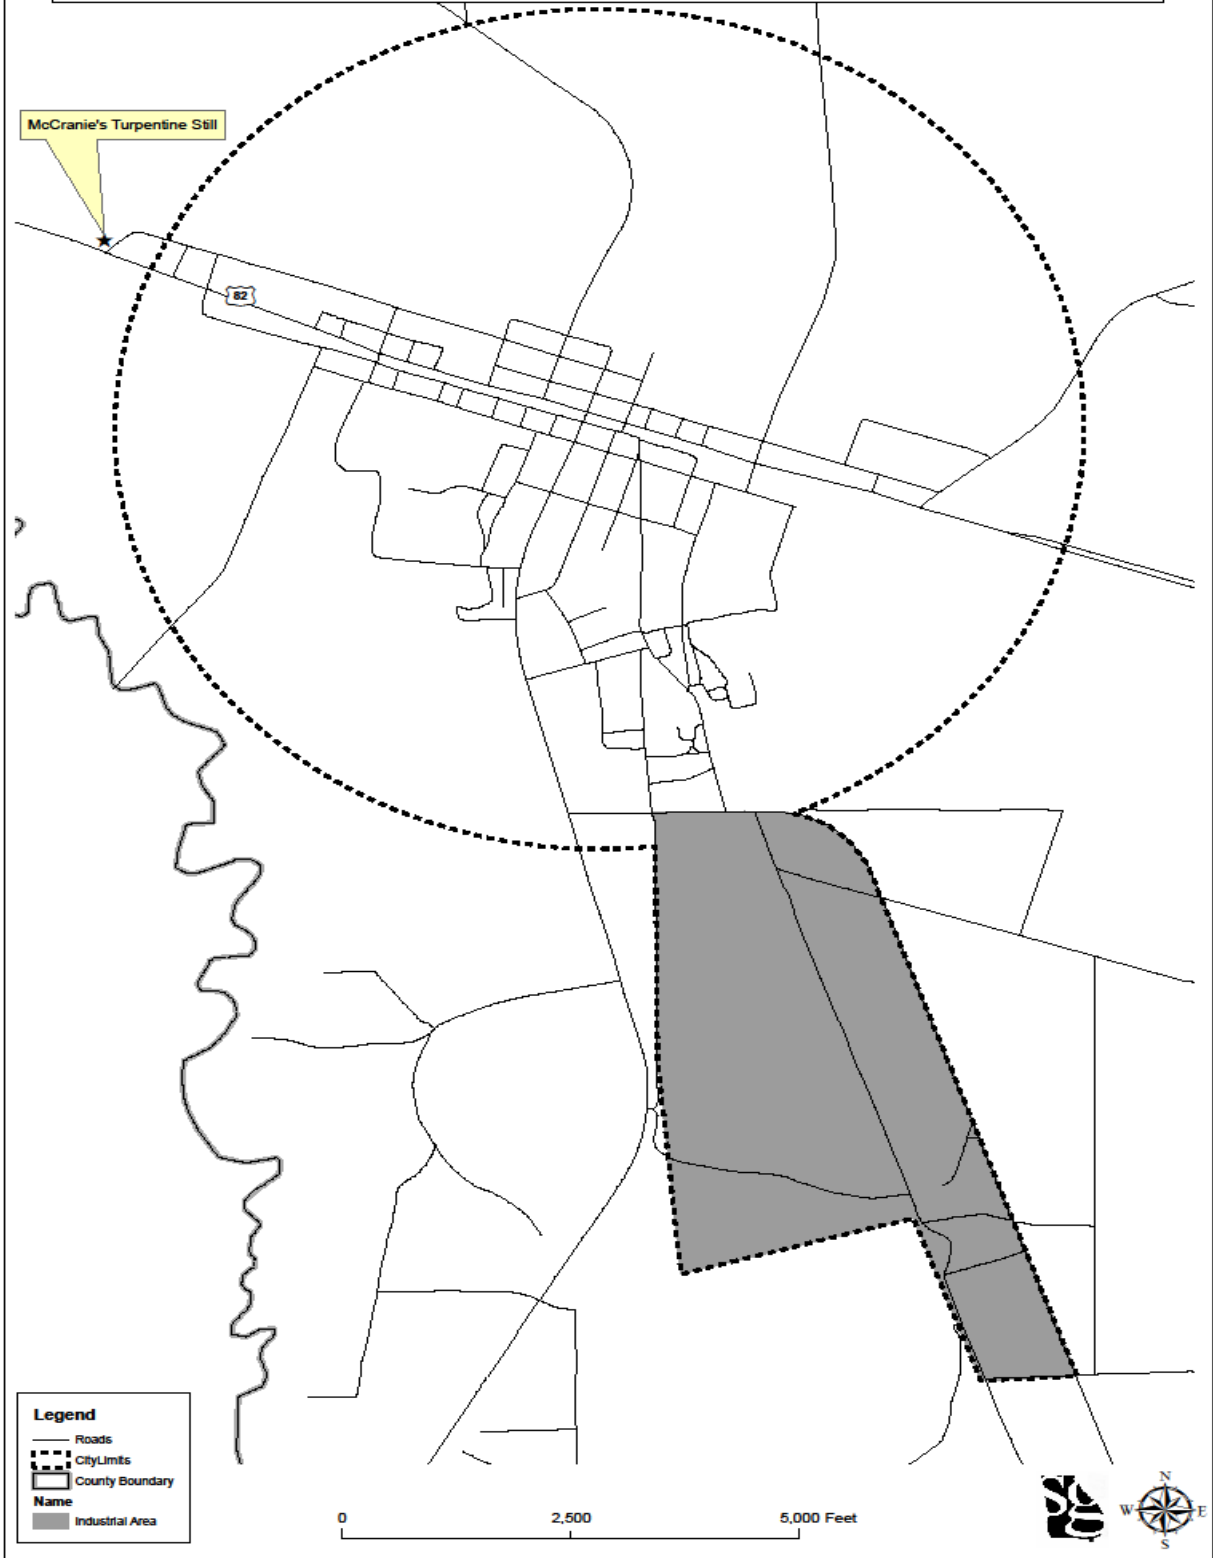 McCranie's Turpentine Still
82
Legend
Roads
CityLimits
County Boundary
Name
Industrial Area
0 2,500 5,000 Feet
N
W E
S